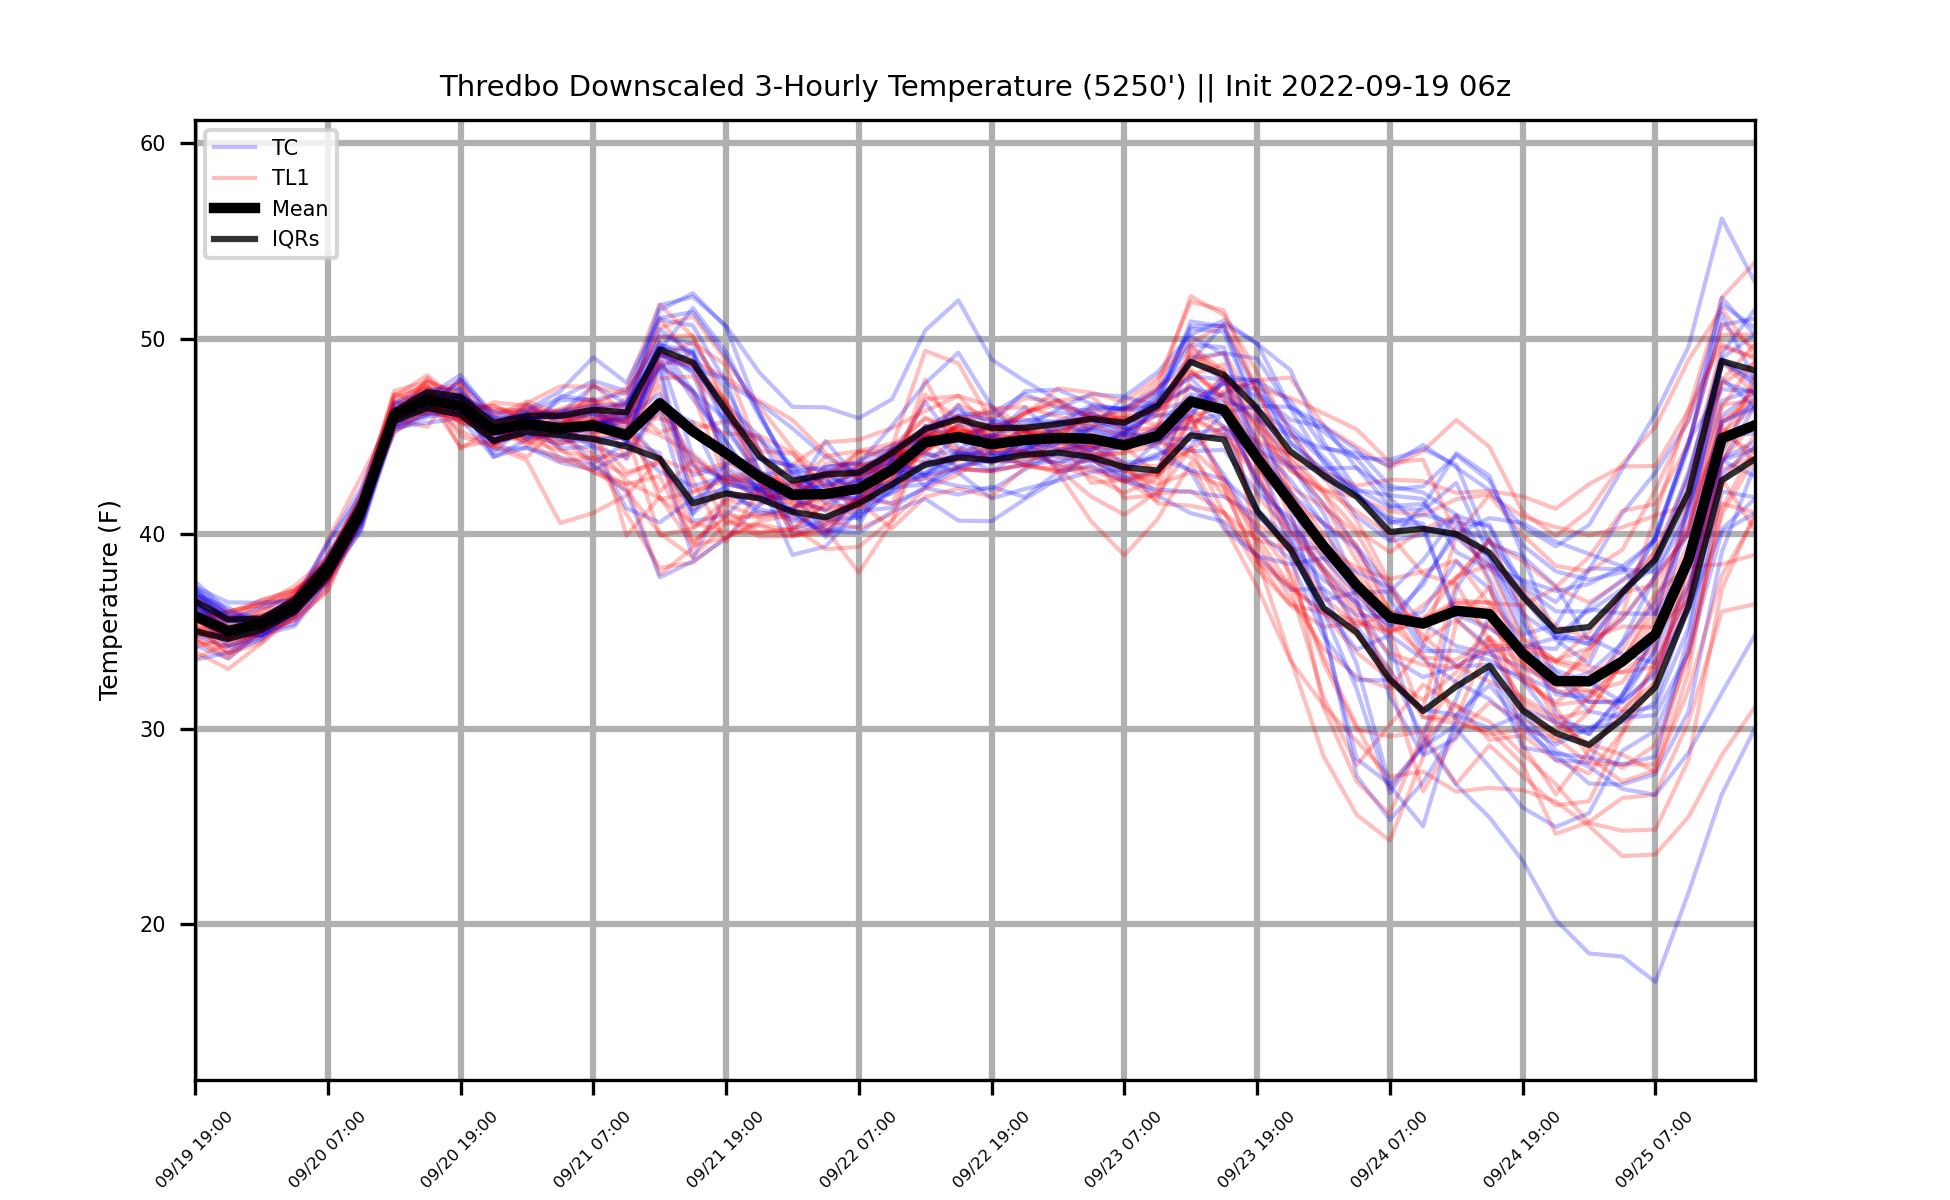 Thredbo Downscaled 3-Hourly Temperature (5250') || Init 2022-09-19 06z
TC
TL1
Mean
IQRs
Temperature (F)
60
50
40
30
20
09/19 19:00
09/20 07:00
09/20 19:00
09/21 07:00
09/21 19:00
09/22 07:00
09/22 19:00
09/23 07:00
09/23 19:00
09/24 07:00
09/24 19:00
09/25 07:00